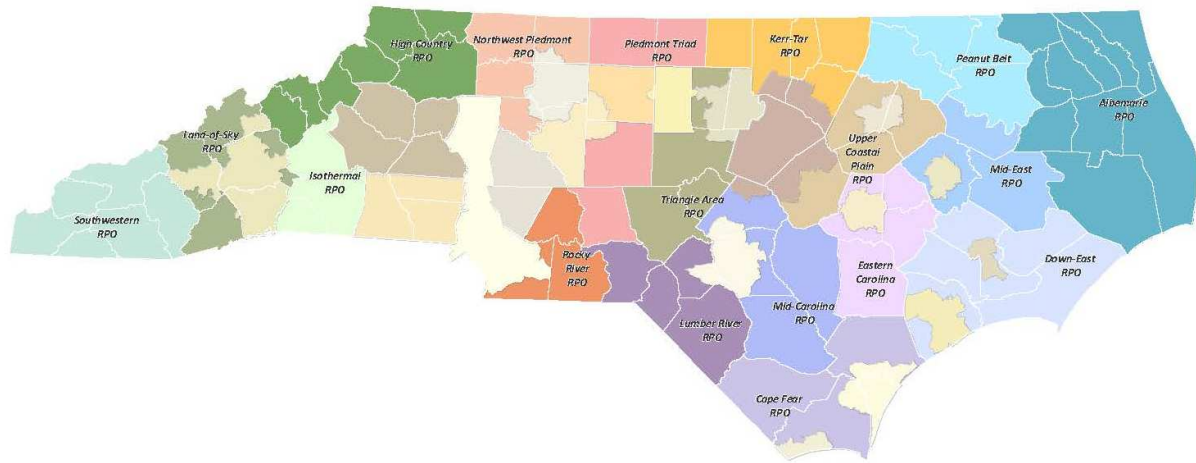 High Country
RPO
Northwest Piedmont
RPO
Piedmont Triad
RPO
Kerr-Tar
RPO
Peanut Belt
RPO
Albemarle
RPO
Land-of-Sky
RPO
Isothermal
RPO
Southwestern
RPO
Upper
Coastal
Plain
RPO
Mid-East
RPO
Triangle Area
RPO
Rocky
River
RPO
Eastern
Carolina
RPO
Down-East
RPO
Lumber River
RPO
Mid-Carolina
RPO
Cape Fear
RPO